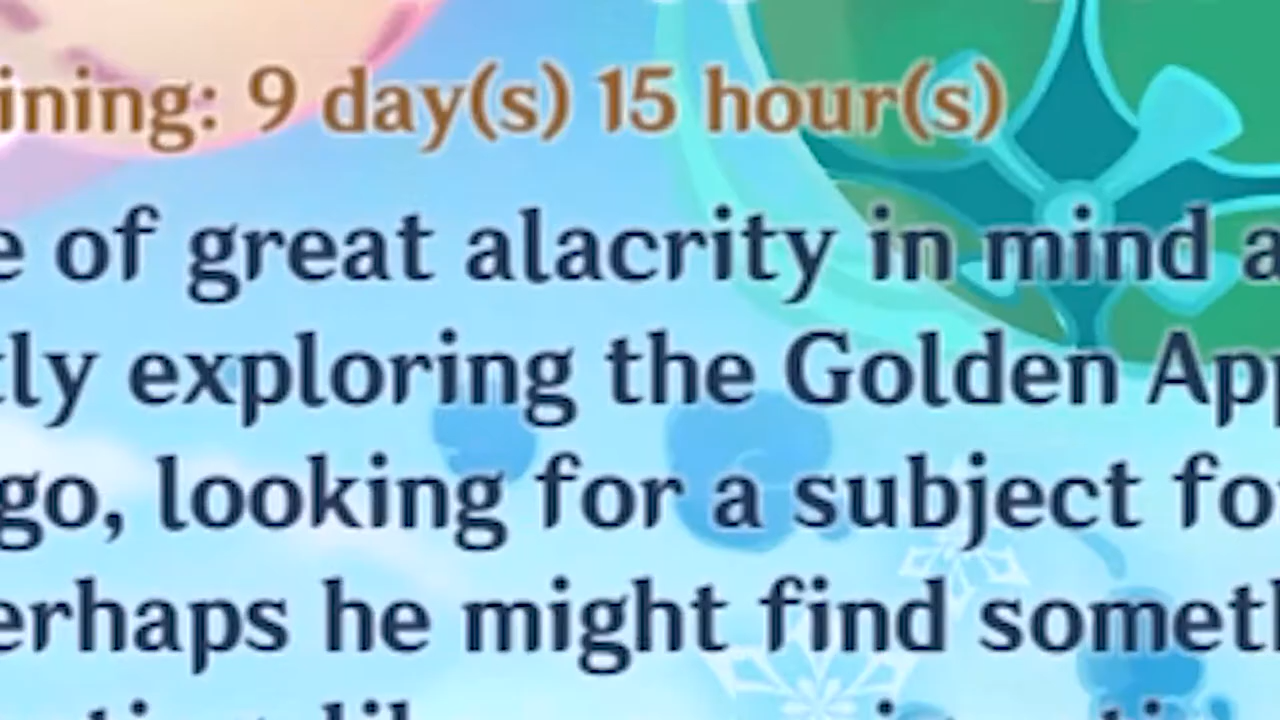 ining: 9 day(s) 15 hour(s)
e of great alacrity in mind a
tly exploring the Golden App
go, looking for a subject for
erhaps he might find someth